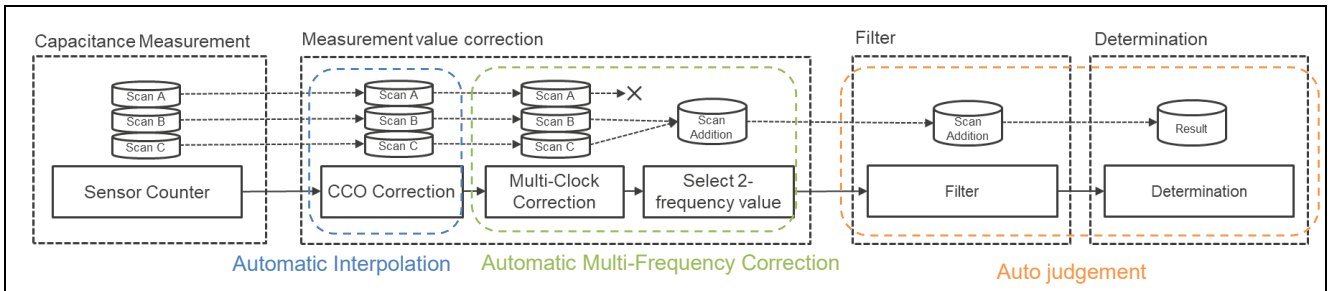 Capacitance Measurement
Measurement value correction
Filter
Determination
Scan A
Scan A
Scan A
Scan B
Scan B
Scan B
Scan Addition
Scan Addition
Result
Scan C
Scan C
Scan C
Sensor Counter
CCO Correction
Multi-Clock
Correction
Select 2-
frequency value
Filter
Determination
Automatic Interpolation
Automatic Multi-Frequency Correction
Auto judgement